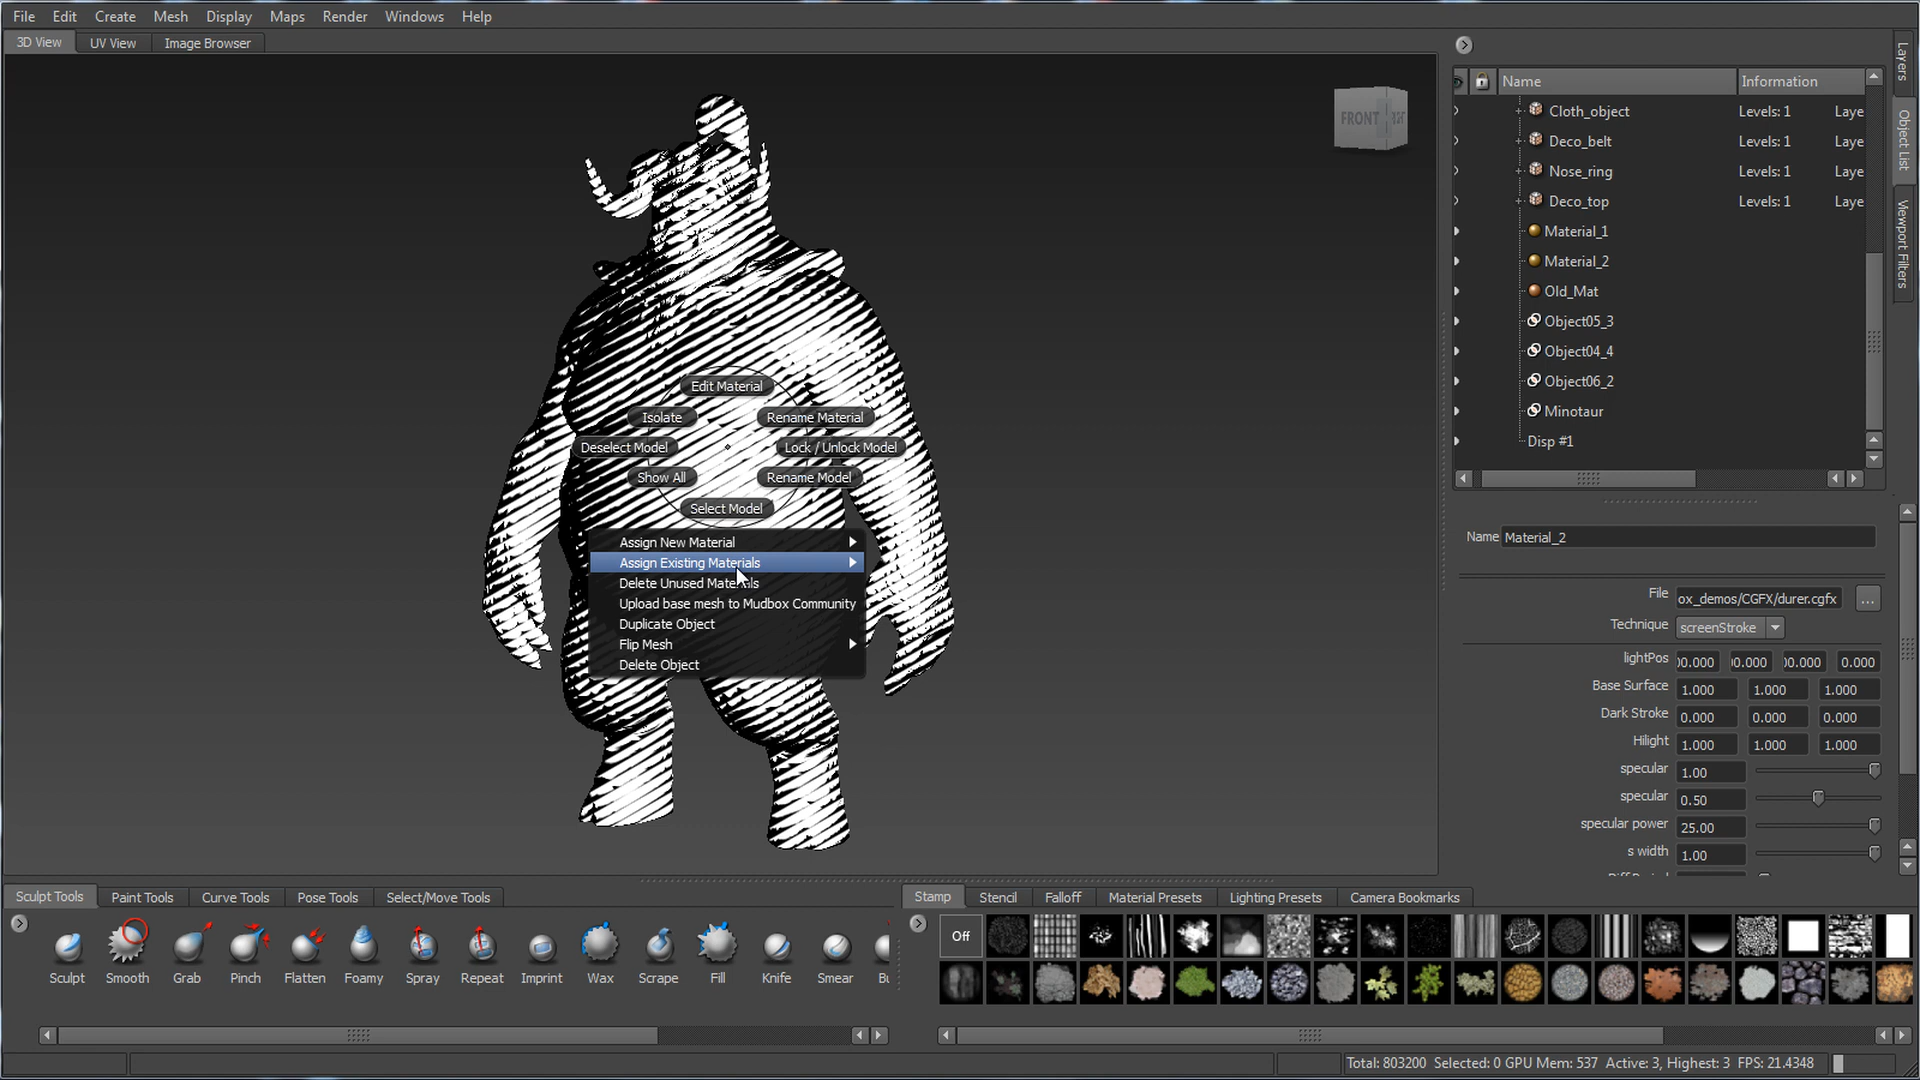 File Edit Create Mesh Display Maps Render Windows Help
3D View UV View Image Browser
FRONT
Edit Material
Isolate Rename Material
Deselect Model Lock / Unlock Model
Show All Rename Model
Select Model
Assign New Material
Assign Existing Materials
Delete Unused Materials
Upload base mesh to Mudbox Community
Duplicate Object
Flip Mesh
Delete Object
Name Information
Cloth_object Levels: 1 Laye
Deco_belt Levels: 1 Laye
Nose_ring Levels: 1 Laye
Deco_top Levels: 1 Laye
Material_1
Material_2
Old_Mat
Object05_3
Object04_4
Object06_2
Minotaur
Disp #1
Layers
Object List
Viewport Filters
Name Material_2
File ox_demos/CGFX/durer.cgfx ...
Technique screenStroke
lightPos 00.000 00.000 00.000 0.000
Base Surface 1.000 1.000 1.000
Dark Stroke 0.000 0.000 0.000
Hilight 1.000 1.000 1.000
specular 1.00
specular 0.50
specular power 25.00
s width 1.00
Sculpt Tools Paint Tools Curve Tools Pose Tools Select/Move Tools
Sculpt Smooth Grab Pinch Flatten Foamy Spray Repeat Imprint Wax Scrape Fill Knife Smear Bu
Stamp Stencil Falloff Material Presets Lighting Presets Camera Bookmarks
Off
Total: 803200 Selected: 0 GPU Mem: 537 Active: 3, Highest: 3 FPS: 21.4348